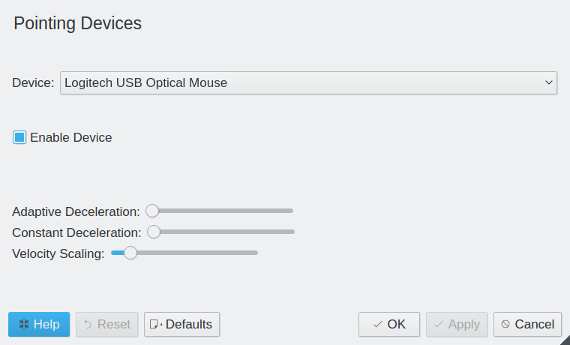 Pointing Devices
Device: Logitech USB Optical Mouse
Enable Device
Adaptive Deceleration:
Constant Deceleration:
Velocity Scaling:
Help Reset Defaults OK Apply Cancel